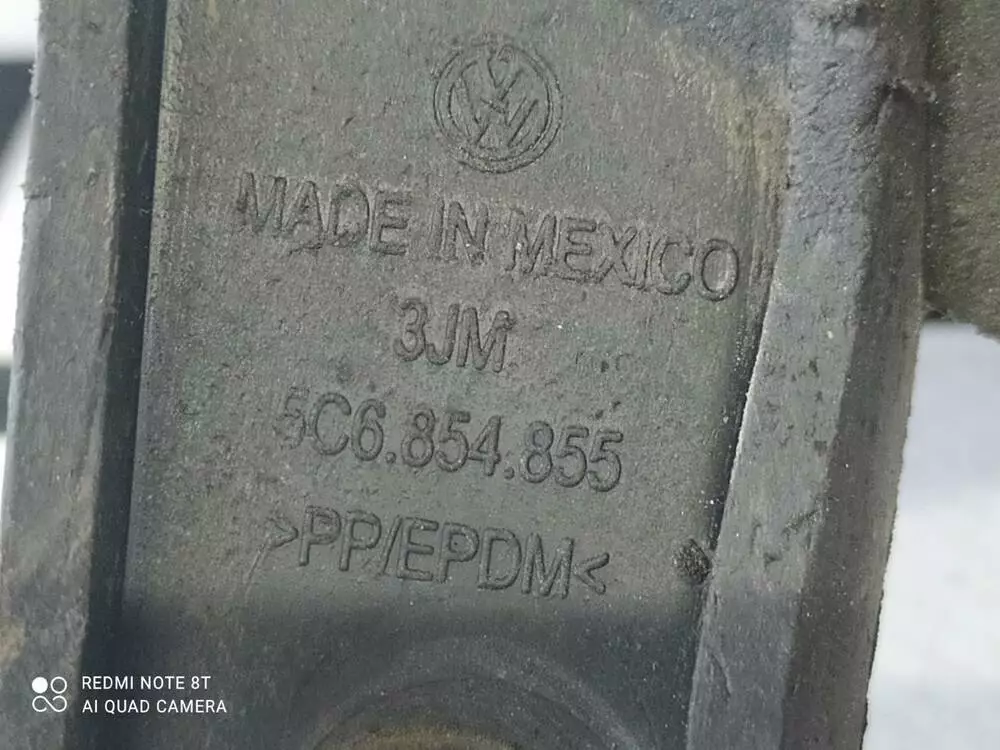 MADE IN MEXICO
3JM
5C6.854.855
>PP/EPDM<
REDMI NOTE 8T
AI QUAD CAMERA